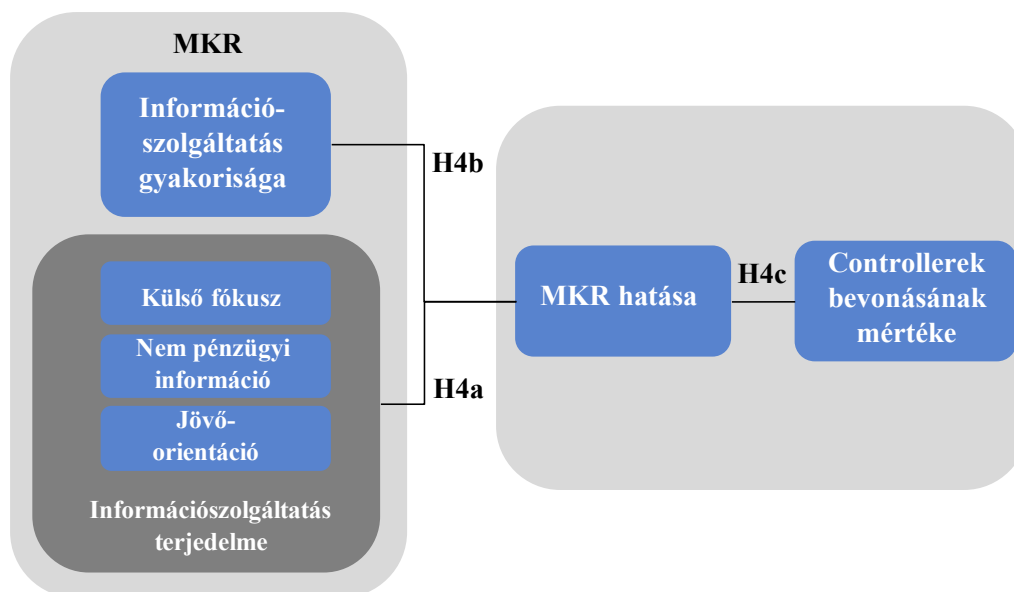 MKR
Információ-
szolgáltatás
gyakorisága
H4b
Külső fókusz
Nem pénzügyi
információ
Jövő-
orientáció
Információszolgáltatás
terjedelme
H4a
MKR hatása
H4c
Controllerek
bevonásának
mértéke